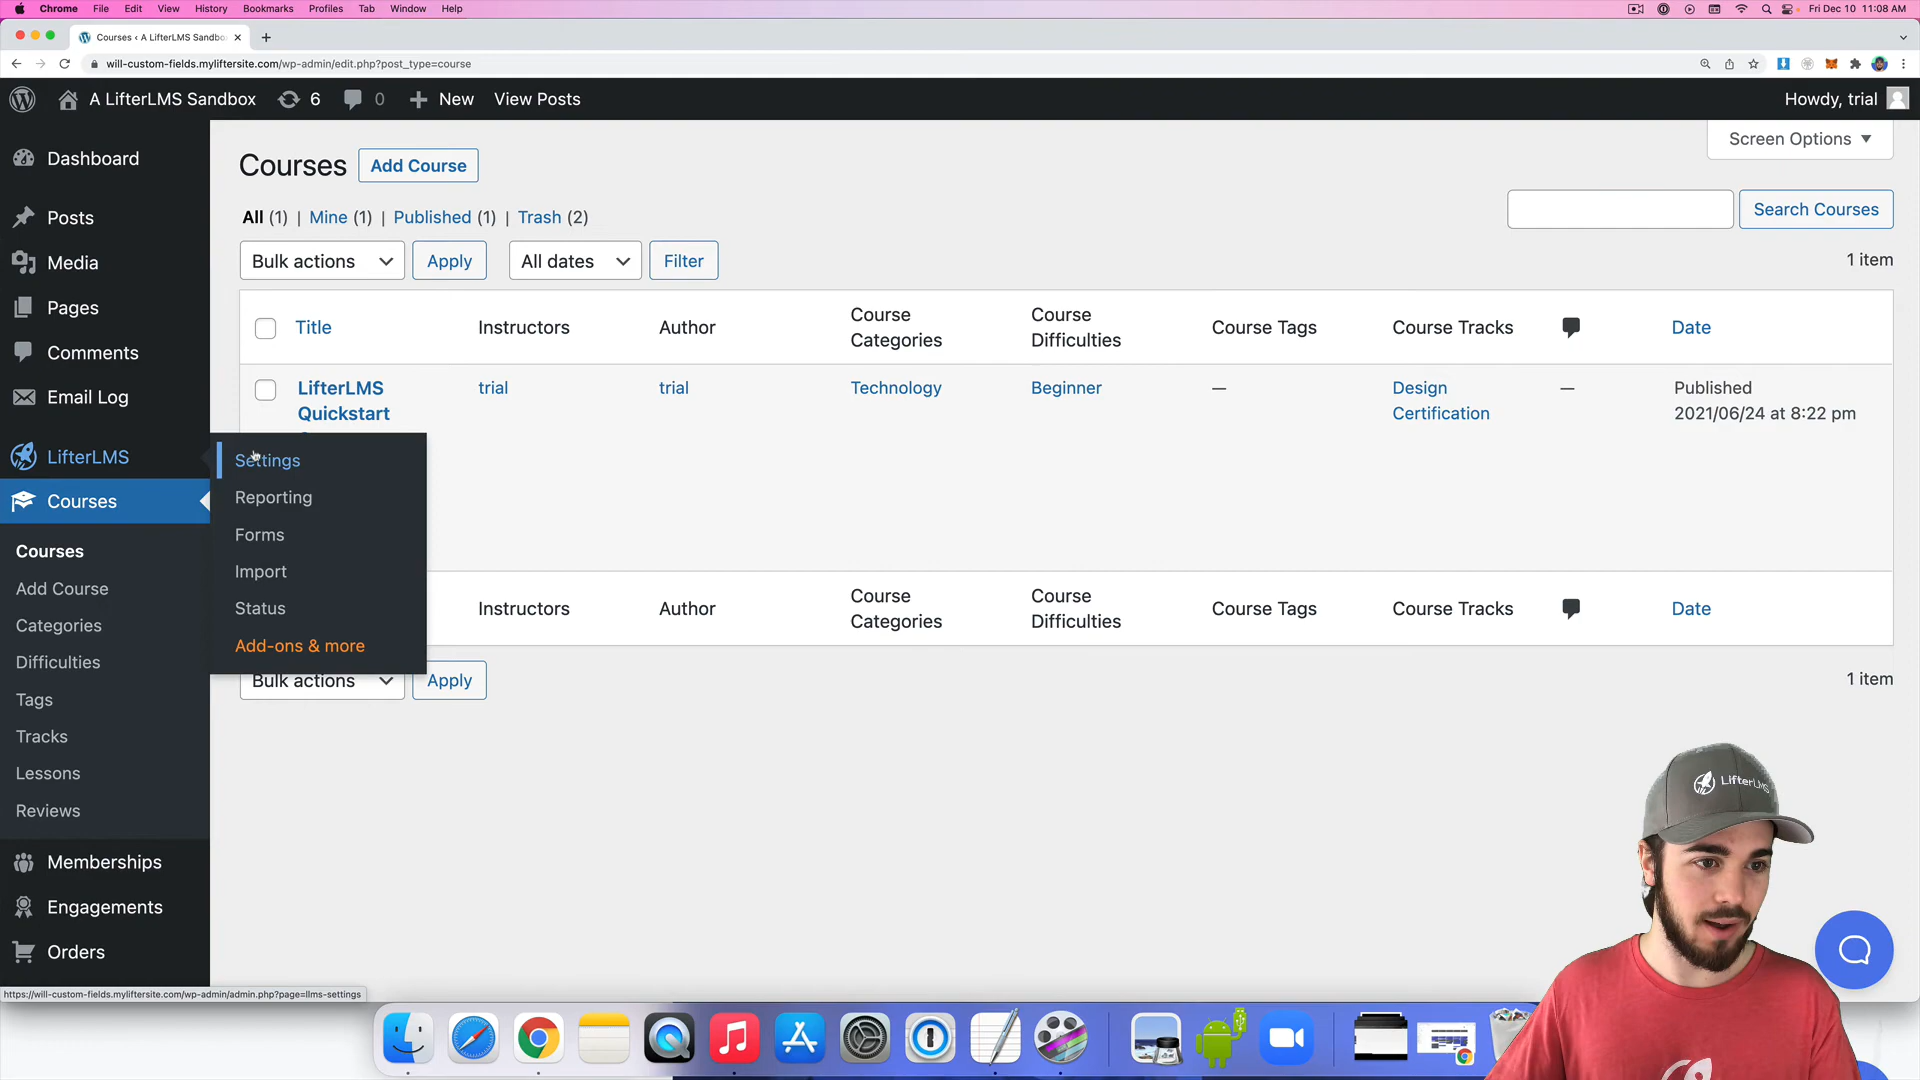 Chrome File Edit View History Bookmarks Profiles Tab Window Help Fri Dec 10 11:08 AM
Courses ‹ A LifterLMS Sandbo
will-custom-fields.myliftersite.com/wp-admin/edit.php?post_type=course
A LifterLMS Sandbox 6 0 New View Posts Howdy, trial
Screen Options
Courses Add Course
All (1) | Mine (1) | Published (1) | Trash (2)
Search Courses
Bulk actions Apply All dates Filter
1 item
Title Instructors Author Course Categories Course Difficulties Course Tags Course Tracks Date
LifterLMS Quickstart trial trial Technology Beginner — Design Certification — Published 2021/06/24 at 8:22 pm
Instructors Author Course Categories Course Difficulties Course Tags Course Tracks Date
Bulk actions Apply
1 item
Dashboard
Posts
Media
Pages
Comments
Email Log
LifterLMS
Courses
Courses
Add Course
Categories
Difficulties
Tags
Tracks
Lessons
Reviews
Memberships
Engagements
Orders
Settings
Reporting
Forms
Import
Status
Add-ons & more
https://will-custom-fields.myliftersite.com/wp-admin/admin.php?page=llms-settings
LifterLMS